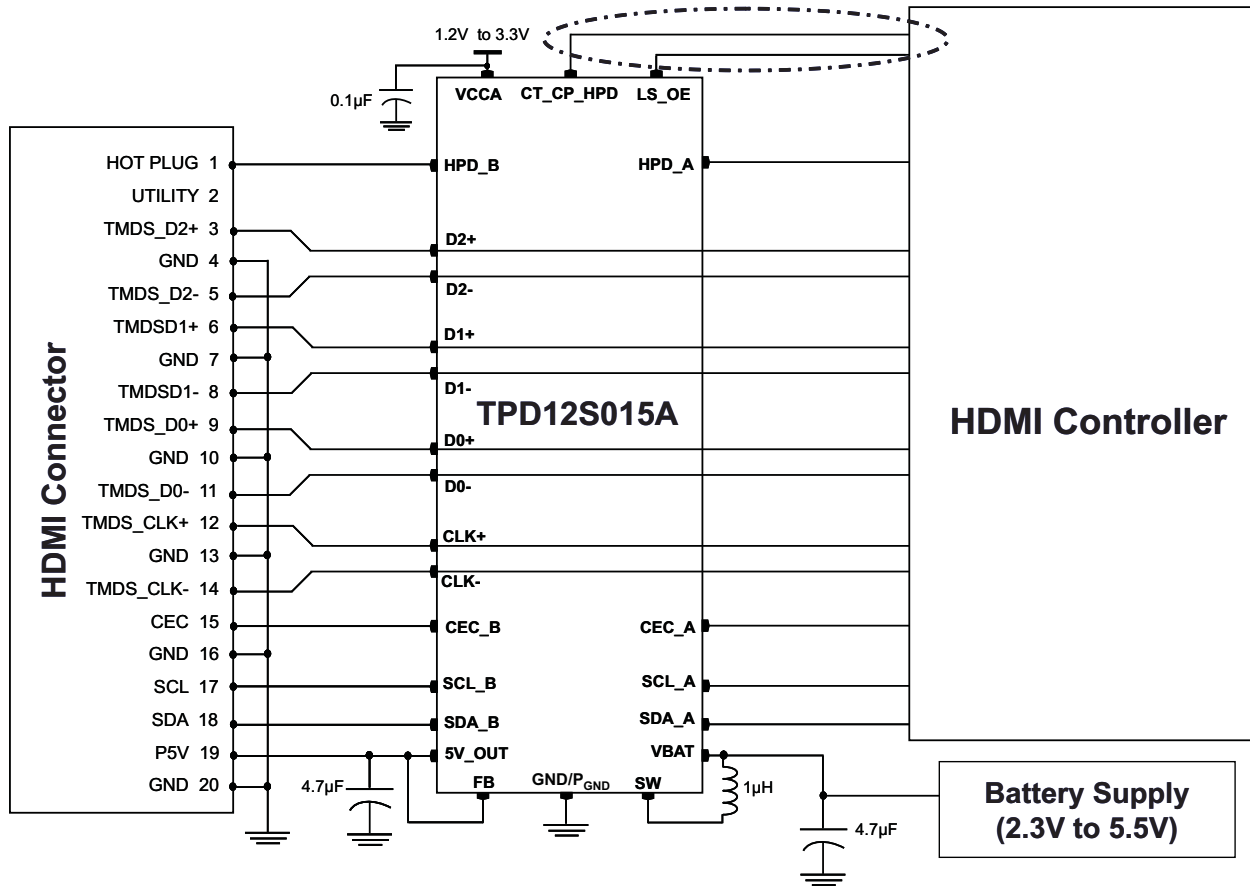 1.2V to 3.3V
0.1µF
VCCA
CT_CP_HPD
LS_OE
HDMI Connector
HOT PLUG 1
UTILITY 2
TMDS_D2+ 3
GND 4
TMDS_D2- 5
TMDSD1+ 6
GND 7
TMDSD1- 8
TMDS_D0+ 9
GND 10
TMDS_D0- 11
TMDS_CLK+ 12
GND 13
TMDS_CLK- 14
CEC 15
GND 16
SCL 17
SDA 18
P5V 19
GND 20
HPD_B
D2+
D2-
D1+
D1-
TPD12S015A
D0+
D0-
CLK+
CLK-
CEC_B
SCL_B
SDA_B
5V_OUT
FB
GND/PGND
SW
HPD_A
CEC_A
SCL_A
SDA_A
VBAT
4.7µF
1µH
4.7µF
HDMI Controller
Battery Supply
(2.3V to 5.5V)